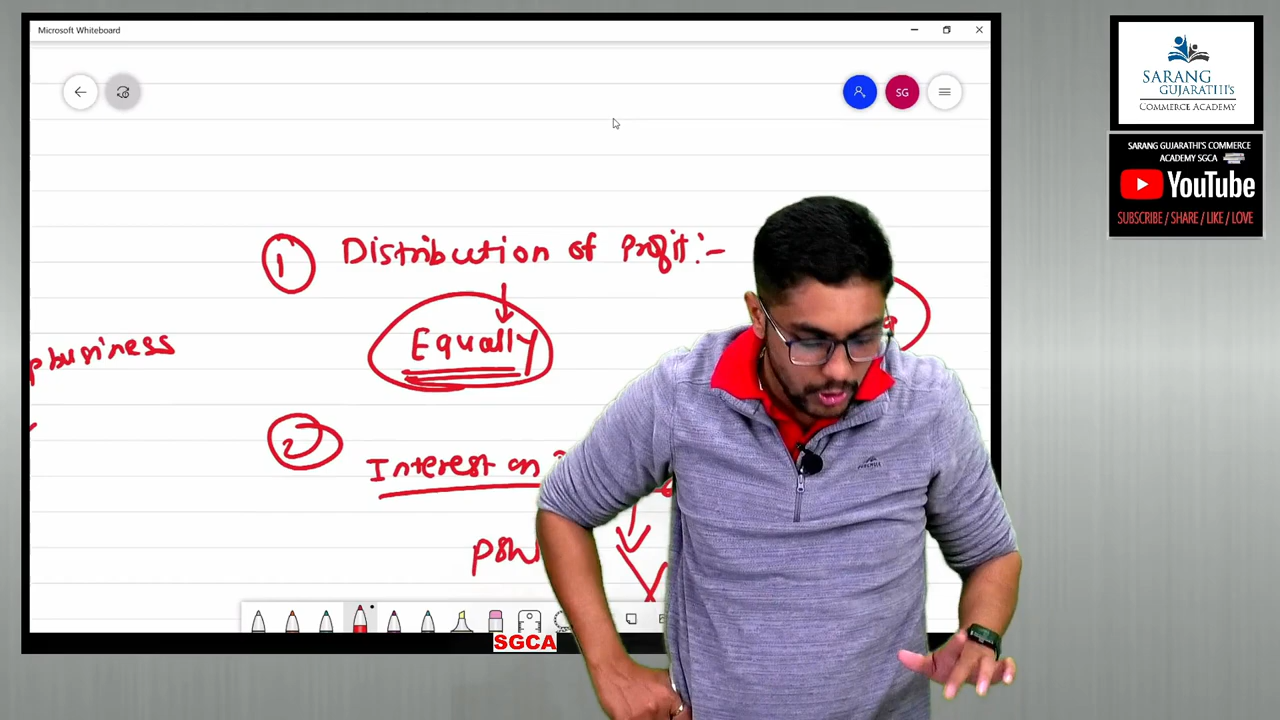 Microsoft Whiteboard
SG
① Distribution of Profit:-
Equally
business
②
Interest on
SGCA
SARANG
GUJARATHI'S
COMMERCE ACADEMY
SARANG GUJARATHI'S COMMERCE
ACADEMY SGCA
YouTube
SUBSCRIBE / SHARE / LIKE / LOVE